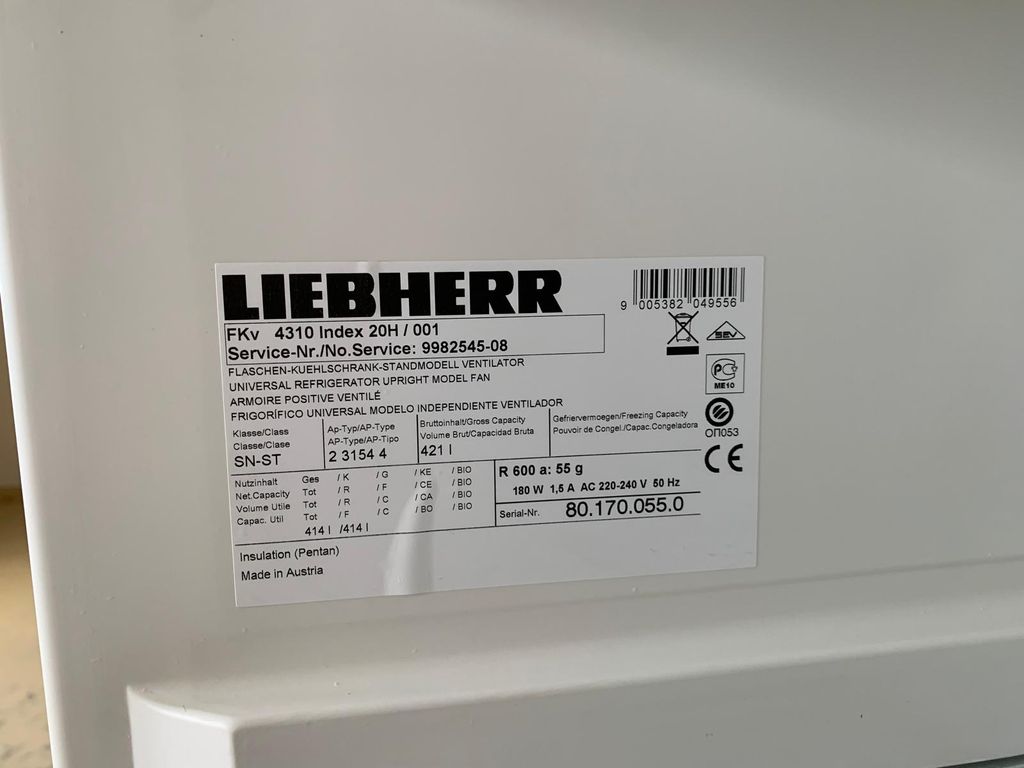 LIEBHERR
9 005382 049556
FKv 4310 Index 20H / 001
Service-Nr./No.Service: 9982545-08
FLASCHEN-KUEHLSCHRANK-STANDMODELL VENTILATOR
UNIVERSAL REFRIGERATOR UPRIGHT MODEL FAN
ARMOIRE POSITIVE VENTILÉ
FRIGORÍFICO UNIVERSAL MODELO INDEPENDIENTE VENTILADOR
SEV
PC
ME10
ОП053
CE
Klasse/Class
Classe/Clase
SN-ST
Ap-Typ/AP-Type
AP-Type/AP-Tipo
2 3154 4
Bruttoinhalt/Gross Capacity
Volume Brut/Capacidad Bruta
421 l
Gefriervermoegen/Freezing Capacity
Pouvoir de Congel./Capac.Congeladora
Nutzinhalt Ges / K / G / KE / BIO
Net.Capacity Tot / R / F / CE / BIO
Volume Utile Tot / R / C / CA / BIO
Capac. Util Tot / F / C / BO / BIO
414 l /414 l
R 600 a: 55 g
180 W 1,5 A AC 220-240 V 50 Hz
Serial-Nr. 80.170.055.0
Insulation (Pentan)
Made in Austria